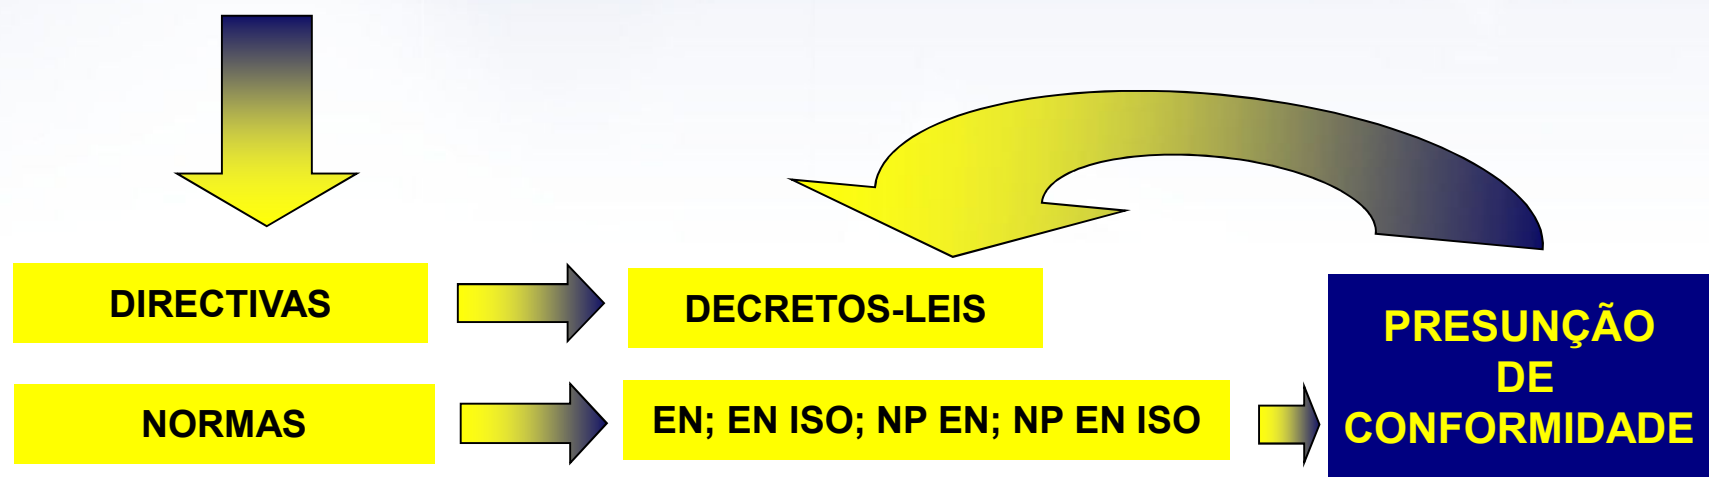 DIRECTIVAS
DECRETOS-LEIS
NORMAS
EN; EN ISO; NP EN; NP EN ISO
PRESUNÇÃO
DE
CONFORMIDADE